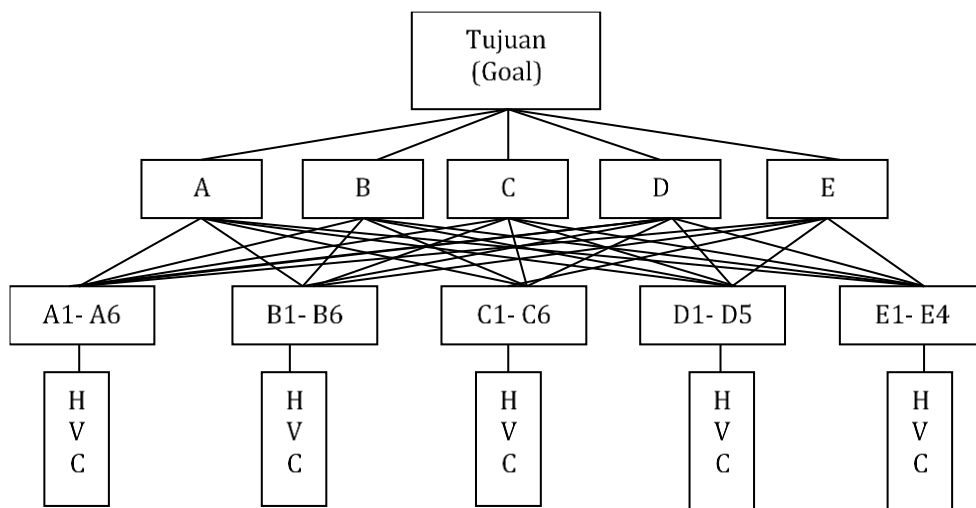 Tujuan
(Goal)
A
B
C
D
E
A1- A6
B1- B6
C1- C6
D1- D5
E1- E4
H
V
C
H
V
C
H
V
C
H
V
C
H
V
C